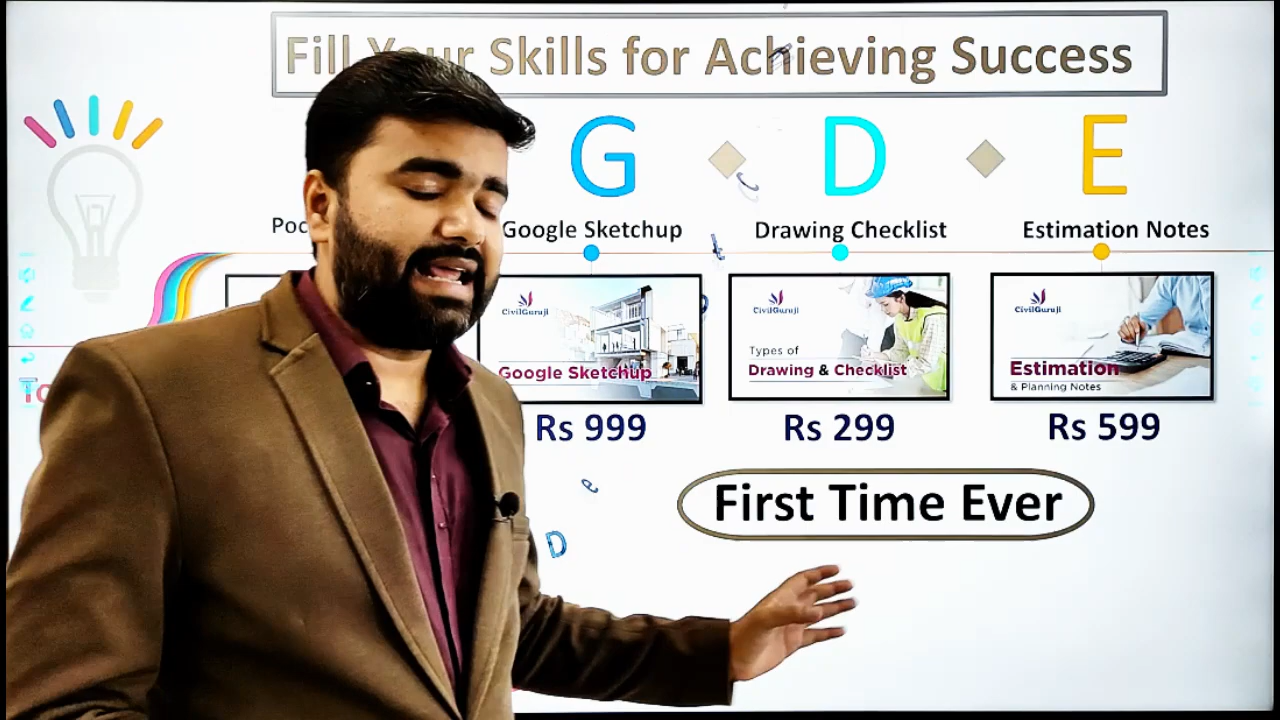 Fill Your Skills for Achieving Success
G
D
E
Google Sketchup
Drawing Checklist
Estimation Notes
CivilGuruji
Google Sketchup
CivilGuruji
Types of
Drawing & Checklist
CivilGuruji
Estimation
& Planning Notes
Rs 999
Rs 299
Rs 599
First Time Ever
e
D